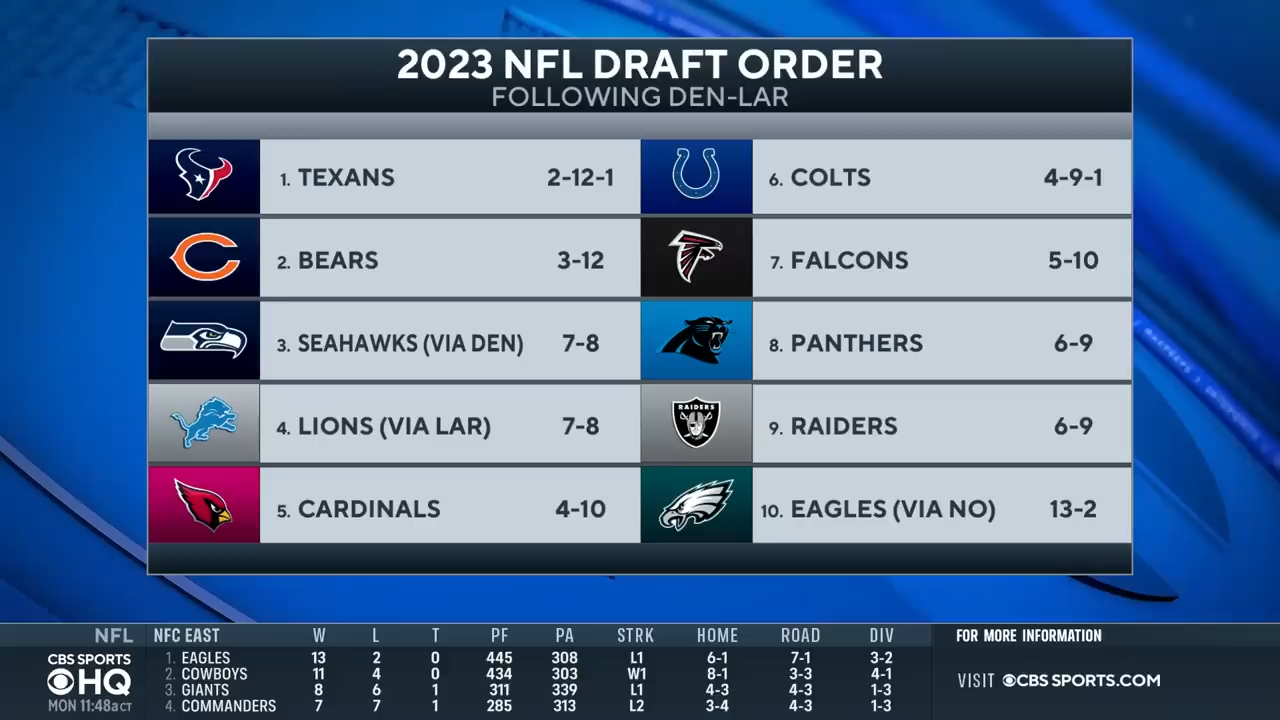 2023 NFL DRAFT ORDER
FOLLOWING DEN-LAR
1. TEXANS 2-12-1
2. BEARS 3-12
3. SEAHAWKS (VIA DEN) 7-8
4. LIONS (VIA LAR) 7-8
5. CARDINALS 4-10
6. COLTS 4-9-1
7. FALCONS 5-10
8. PANTHERS 6-9
RAIDERS
9. RAIDERS 6-9
10. EAGLES (VIA NO) 13-2
NFL
CBS SPORTS
HQ
MON 11:48A CT
NFC EAST W L T PF PA STRK HOME ROAD DIV
1. EAGLES 13 2 0 445 308 L1 6-1 7-1 3-2
2. COWBOYS 11 4 0 434 303 W1 8-1 3-3 4-1
3. GIANTS 8 6 1 311 339 L1 4-3 4-3 1-3
4. COMMANDERS 7 7 1 285 313 L2 3-4 4-3 1-3
FOR MORE INFORMATION
VISIT CBS SPORTS.COM